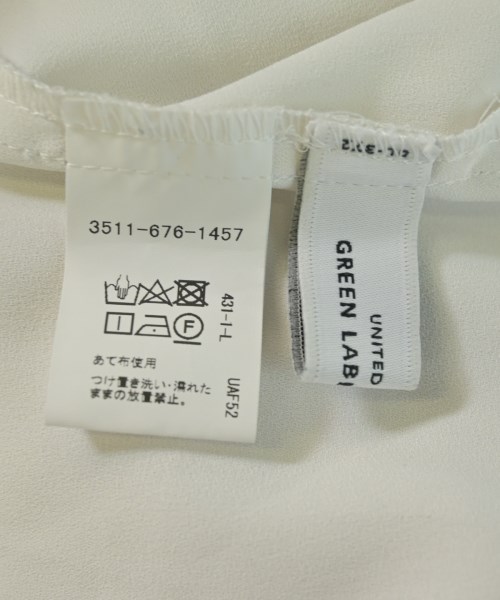 3511-676-1457
F
あて布使用
つけ置き洗い・濡れた
ままの放置禁止。
431-I-L
UAF52
UNITED
GREEN LAB